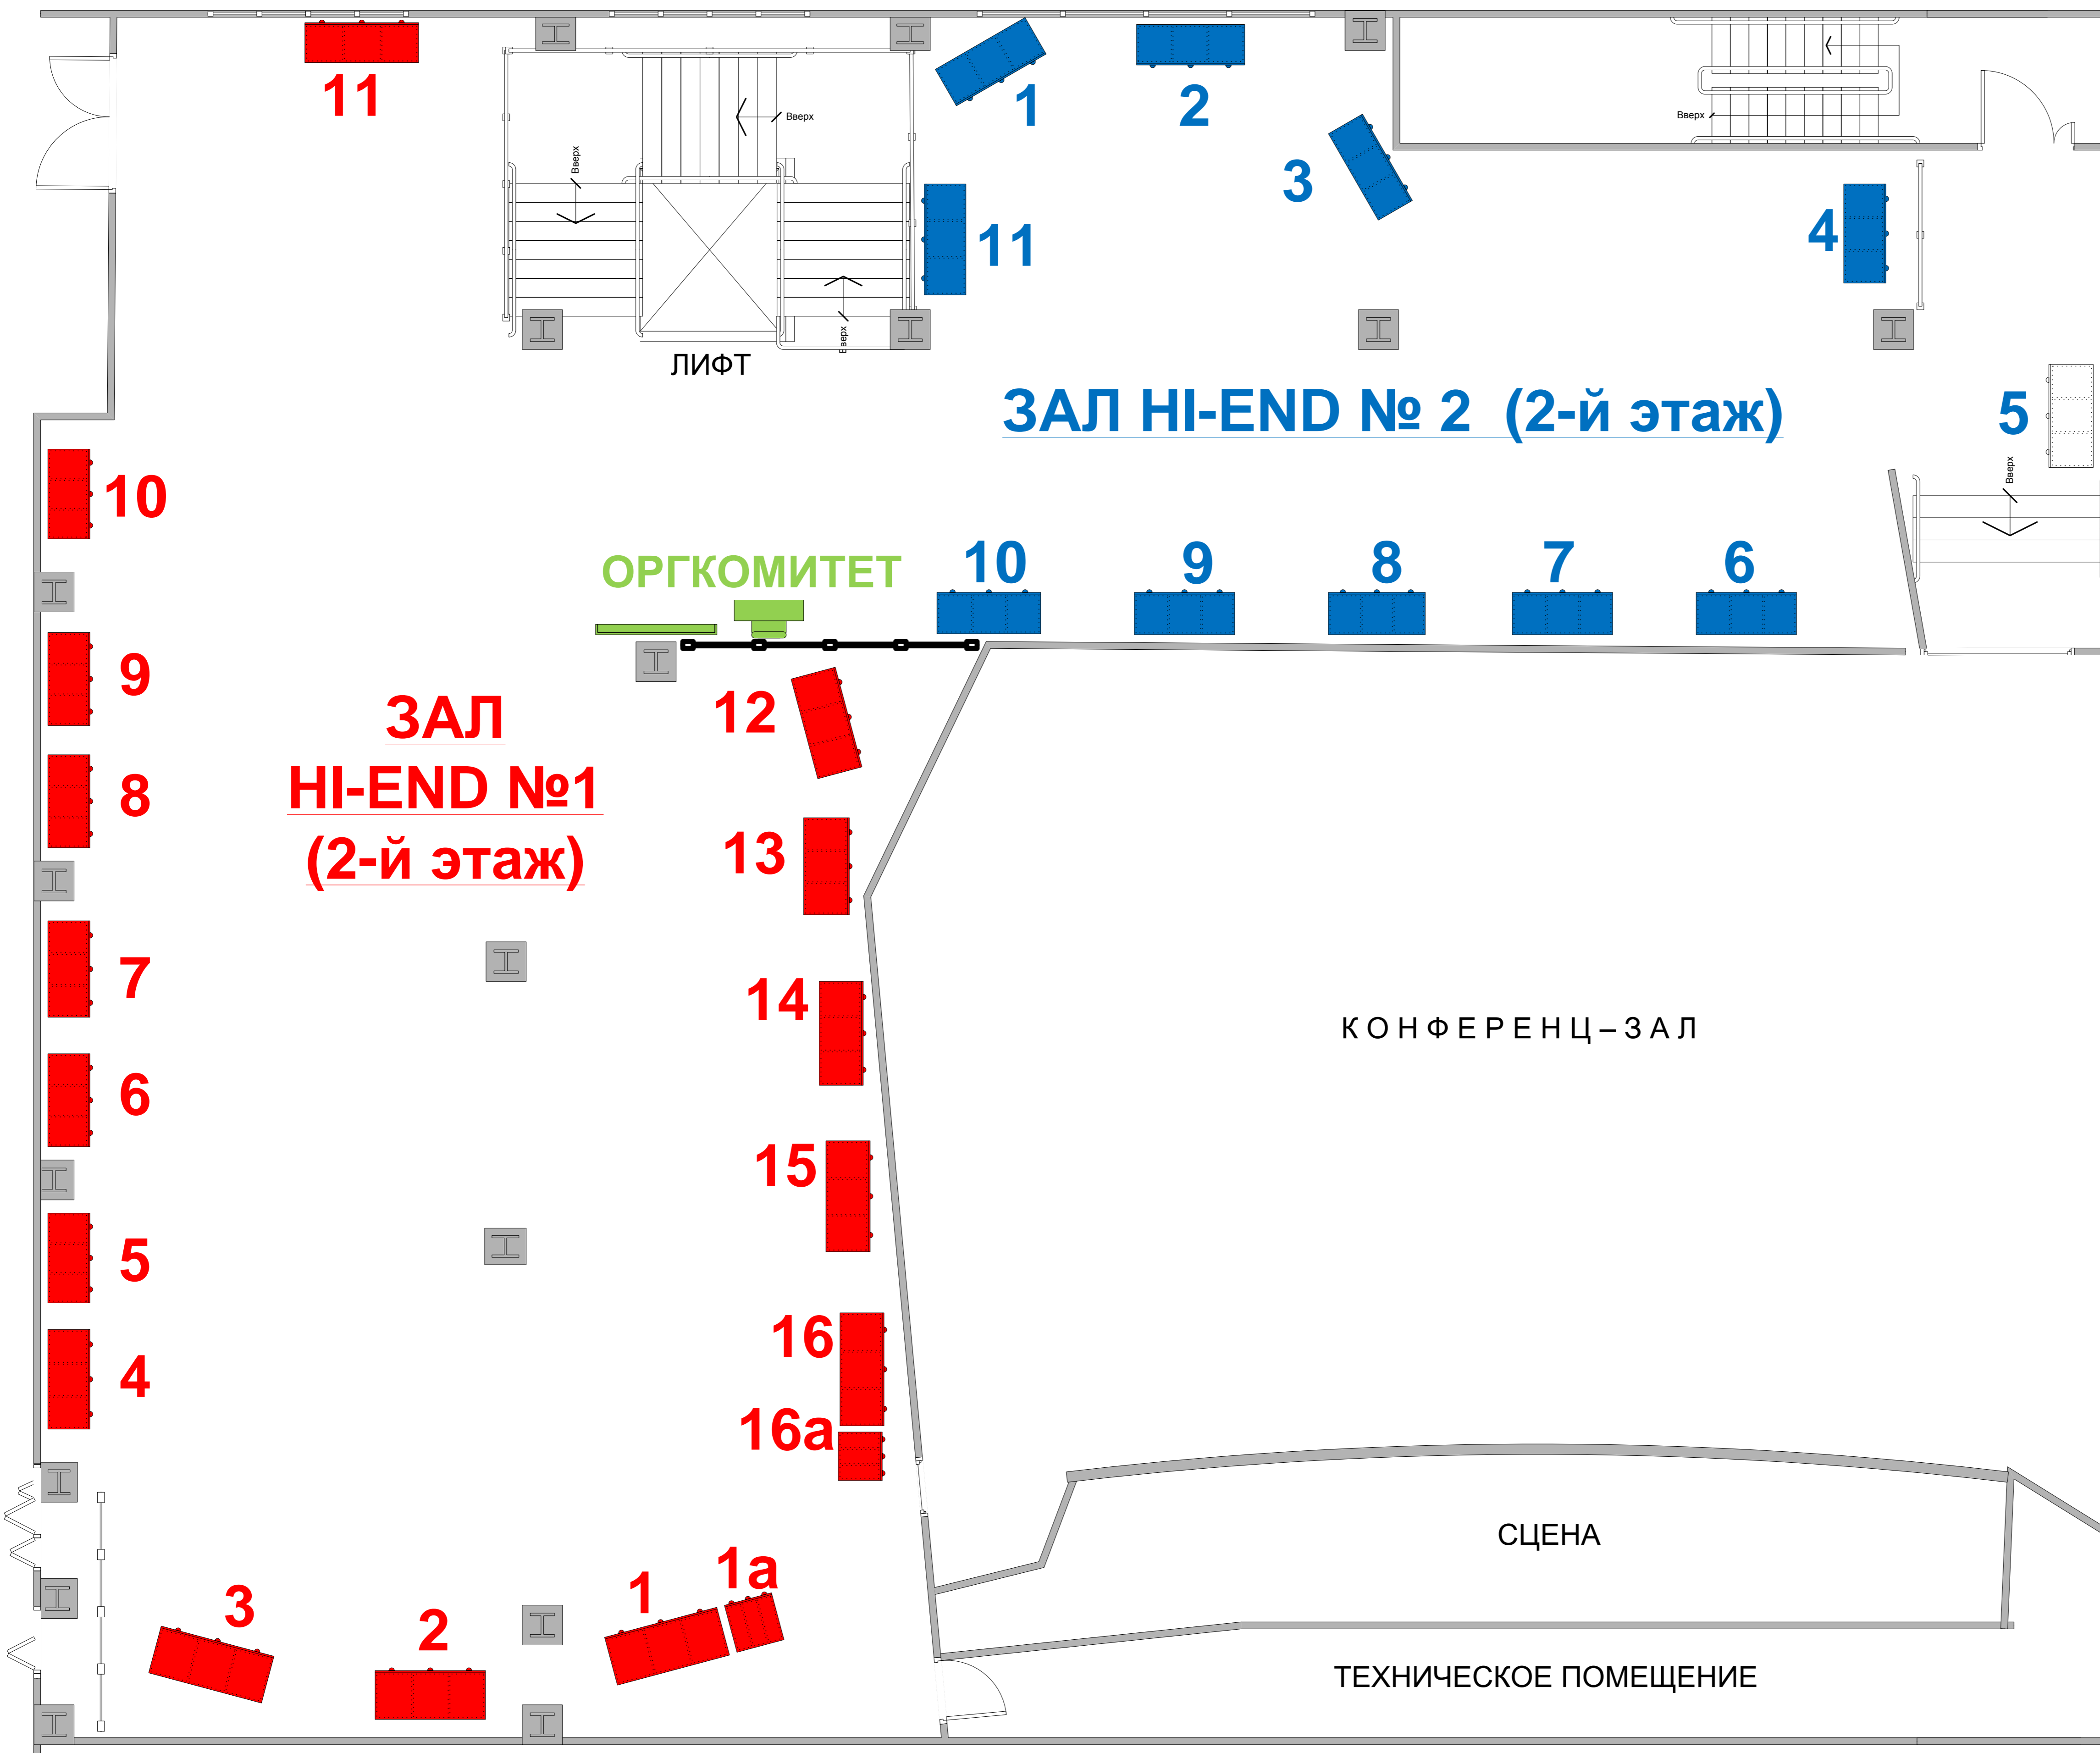 11
1
2
Вверх
Вверх
Вверх
3
11
4
Вверх
ЛИФТ
ЗАЛ HI-END № 2 (2-й этаж)
5
Вверх
10
ОРГКОМИТЕТ
10
9
8
7
6
9
12
ЗАЛ
HI-END №1
(2-й этаж)
8
13
7
14
КОНФЕРЕНЦ–ЗАЛ
6
15
5
16
4
16а
СЦЕНА
3
2
1
1а
ТЕХНИЧЕСКОЕ ПОМЕЩЕНИЕ